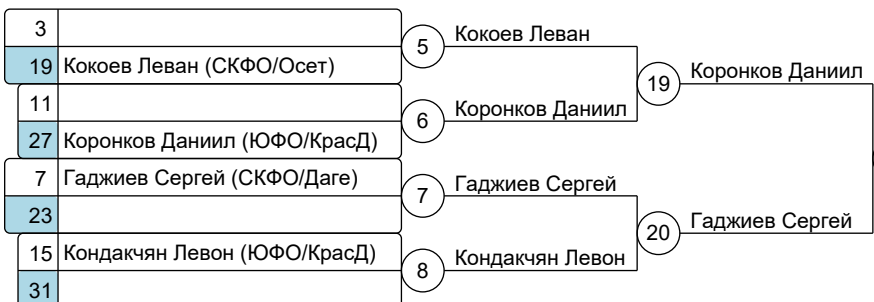 3
19 Кокоев Леван (СКФО/Осет)
11
27 Коронков Даниил (ЮФО/КрасД)
7 Гаджиев Сергей (СКФО/Даге)
23
15 Кондакчян Левон (ЮФО/КрасД)
31
5 Кокоев Леван
6 Коронков Даниил
7 Гаджиев Сергей
8 Кондакчян Левон
19 Коронков Даниил
20 Гаджиев Сергей